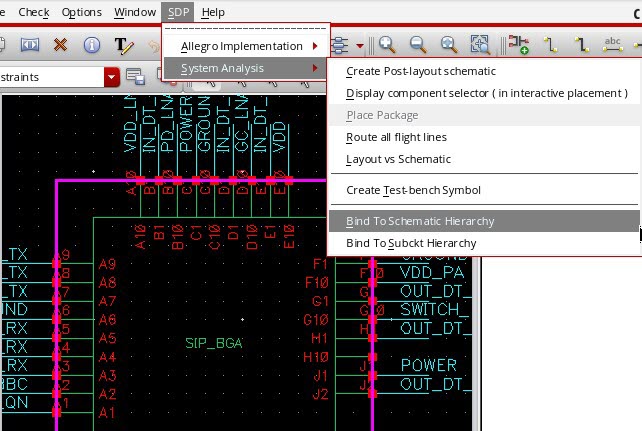 Check Options Window SDP Help
Allegro Implementation
System Analysis
T
abc
straints
Create Post-layout schematic
Display component selector ( in interactive placement )
Place Package
Route all flight lines
Layout vs Schematic
Create Test-bench Symbol
Bind To Schematic Hierarchy
Bind To Subckt Hierarchy
IN_DT_ PD_LNA POWER IN_DT_ GC_LNA IN_DT_ VDD
A10 B1 B10 C1 C10 D1 D10 E1 E10
_TX 9 A9 F1
_TX 8 A8 F10 VDD_PA
_TX 7 A7 G1 G OUT_DT_
ND 6 A6 G10 SWITCH_
_RX 5 A5 H1 H OUT_DT_
SIP_BGA
_RX 4 A4 H10
_RX 3 A3 J1 J POWER
BBC 2 A2 J2 OUT_DT_
QN 1 A1